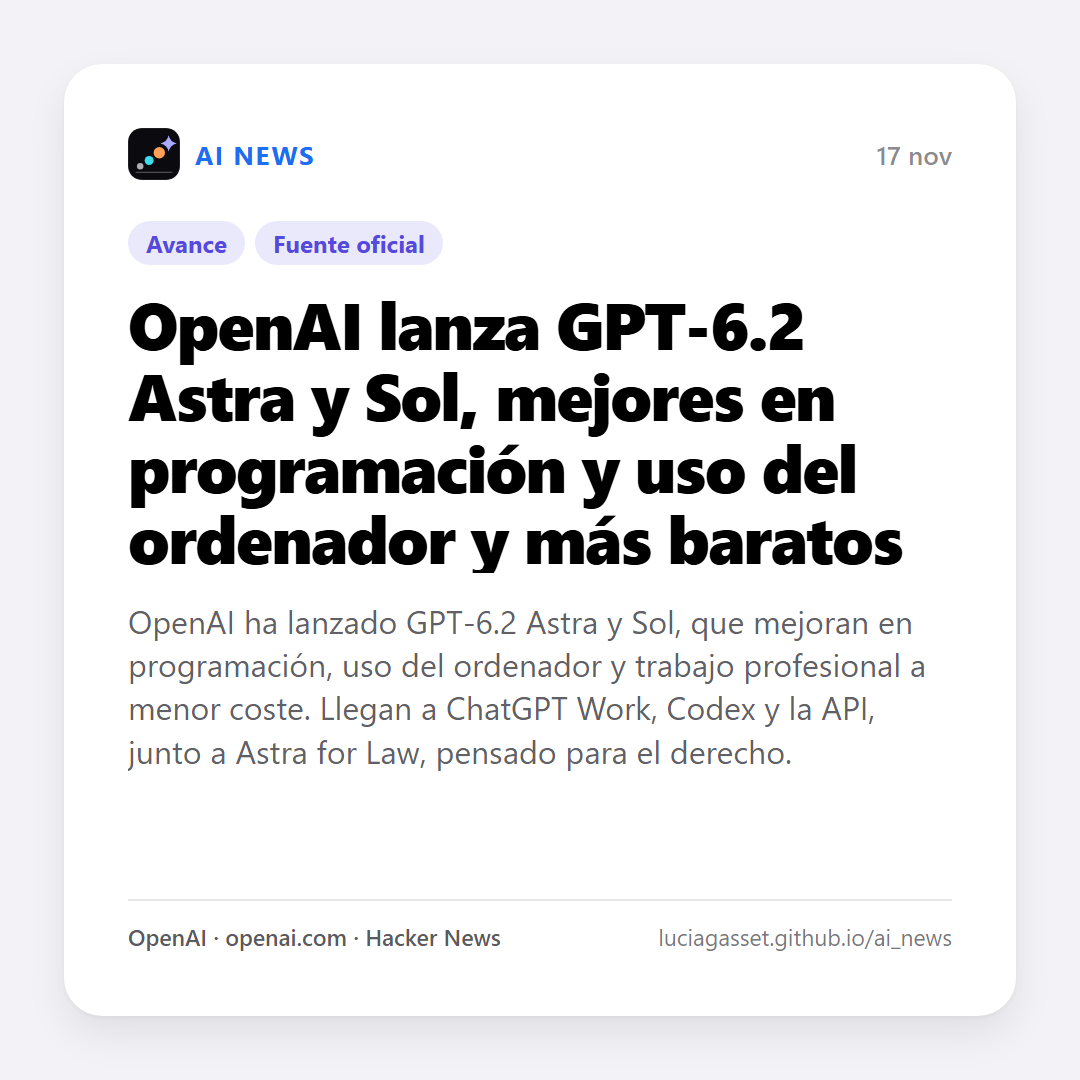 AI NEWS
17 nov
Avance
Fuente oficial
OpenAI lanza GPT-6.2
Astra y Sol, mejores en
programación y uso del
ordenador y más baratos
OpenAI ha lanzado GPT-6.2 Astra y Sol, que mejoran en
programación, uso del ordenador y trabajo profesional a
menor coste. Llegan a ChatGPT Work, Codex y la API,
junto a Astra for Law, pensado para el derecho.
OpenAI · openai.com · Hacker News
luciagasset.github.io/ai_news